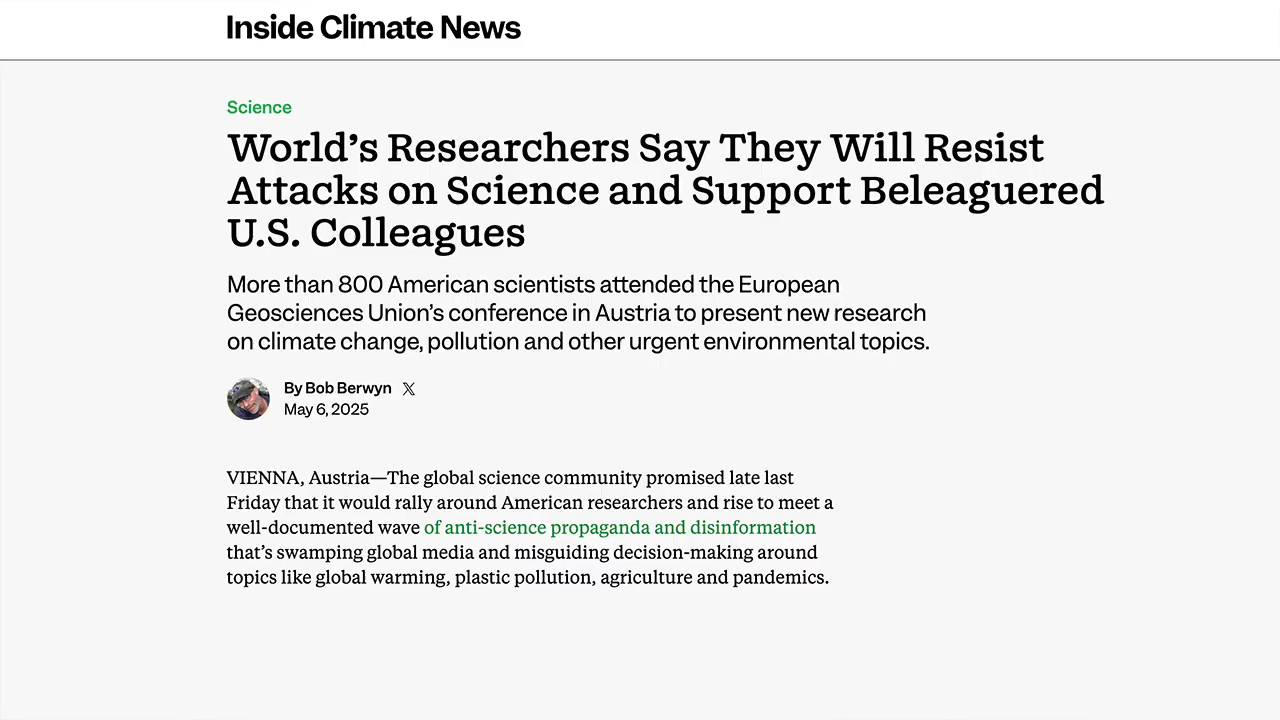 Inside Climate News
Science
World’s Researchers Say They Will Resist
Attacks on Science and Support Beleaguered
U.S. Colleagues
More than 800 American scientists attended the European
Geosciences Union’s conference in Austria to present new research
on climate change, pollution and other urgent environmental topics.
By Bob Berwyn
May 6, 2025
VIENNA, Austria—The global science community promised late last
Friday that it would rally around American researchers and rise to meet a
well-documented wave of anti-science propaganda and disinformation
that’s swamping global media and misguiding decision-making around
topics like global warming, plastic pollution, agriculture and pandemics.